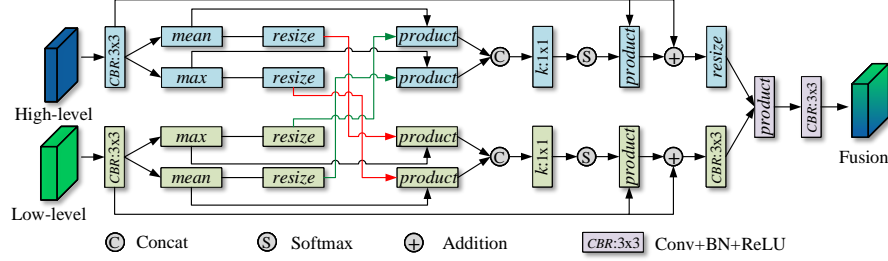 High-level
CBR:3x3
mean
resize
product
max
resize
product
C
k:1x1
S
product
+
resize
Low-level
CBR:3x3
max
resize
product
mean
resize
product
C
k:1x1
S
product
+
CBR:3x3
product
CBR:3x3
Fusion
C Concat
S Softmax
+ Addition
CBR:3x3 Conv+BN+ReLU